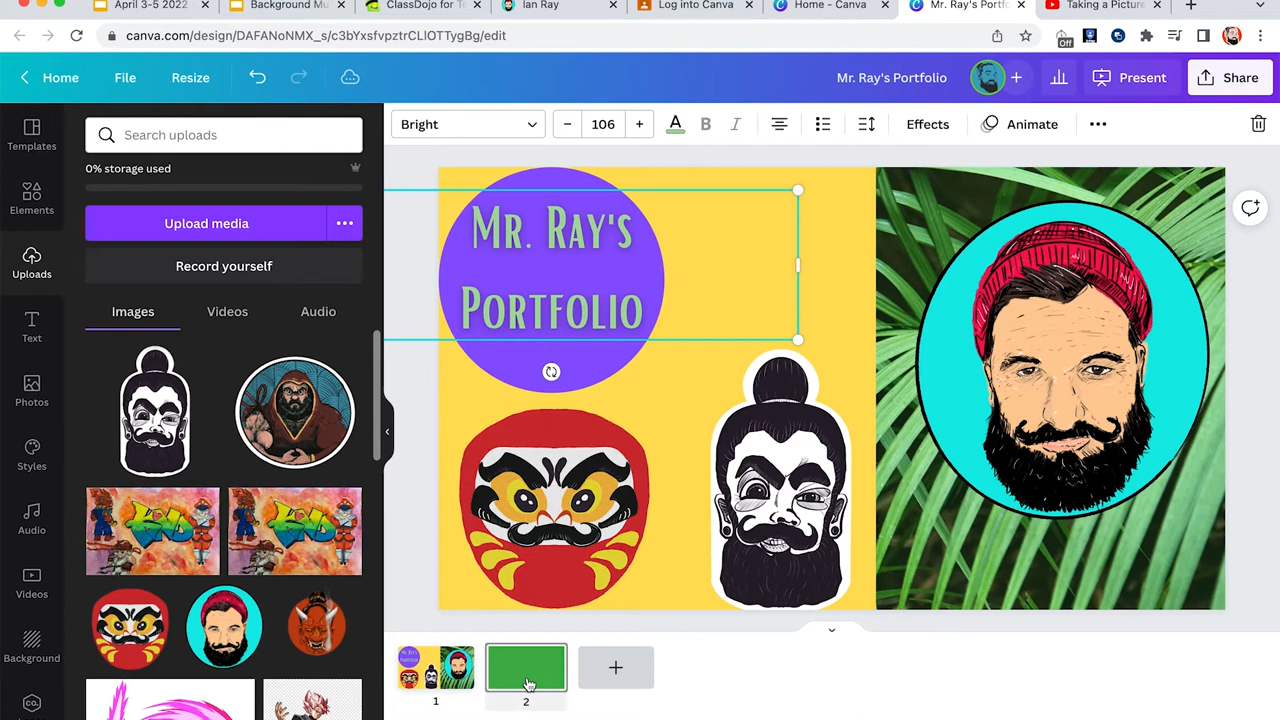 April 3-5 2022
Background Mu
ClassDojo for T
Ian Ray
Log into Canva
Home - Canva
Mr. Ray's Portfo
Taking a Picture
canva.com/design/DAFANoNMX_s/c3bYxsfvpztrCLlOTTygBg/edit
Off
Home
File
Resize
Mr. Ray's Portfolio
Present
Share
Templates
Elements
Uploads
Text
Photos
Styles
Audio
Videos
Background
Search uploads
0% storage used
Upload media
Record yourself
Images
Videos
Audio
Bright
106
A
B
I
Effects
Animate
Mr. Ray's
Portfolio
1
2